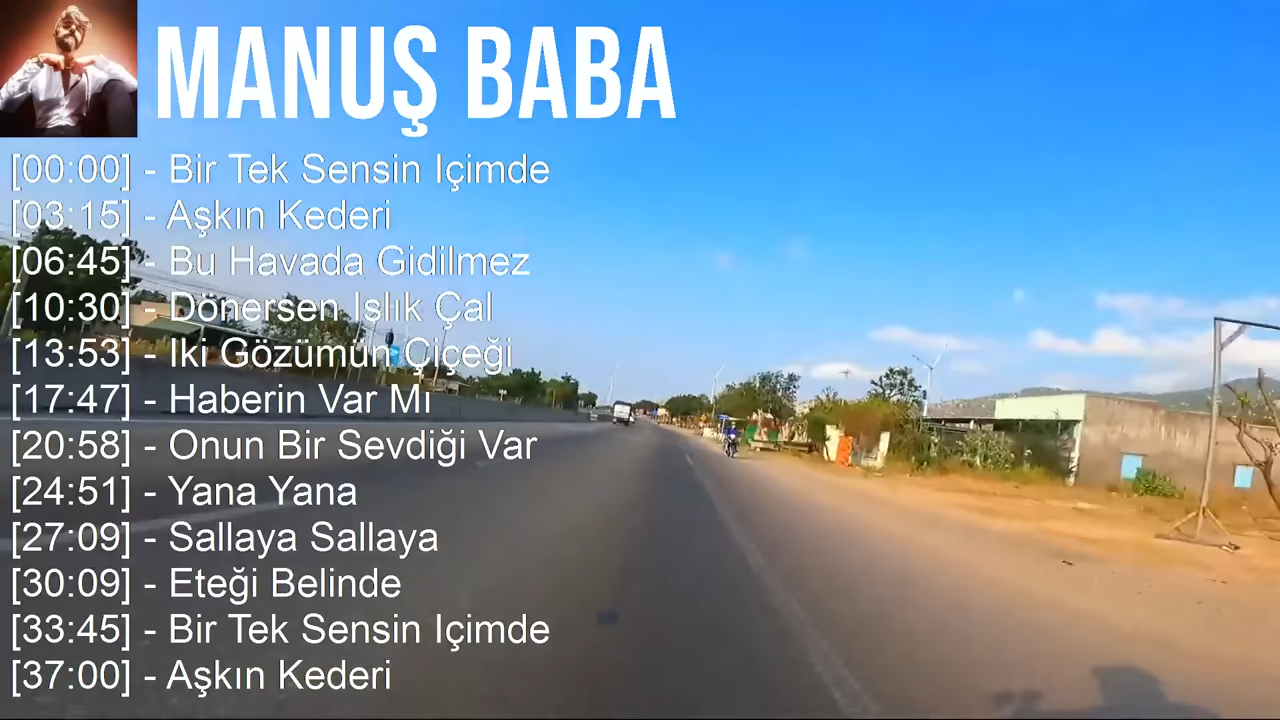 MANUŞ BABA
[00:00] - Bir Tek Sensin Içimde
[03:15] - Aşkın Kederi
[06:45] - Bu Havada Gidilmez
[10:30] - Dönersen Islık Çal
[13:53] - Iki Gözümün Çiçeği
[17:47] - Haberin Var Mı
[20:58] - Onun Bir Sevdiği Var
[24:51] - Yana Yana
[27:09] - Sallaya Sallaya
[30:09] - Eteği Belinde
[33:45] - Bir Tek Sensin Içimde
[37:00] - Aşkın Kederi